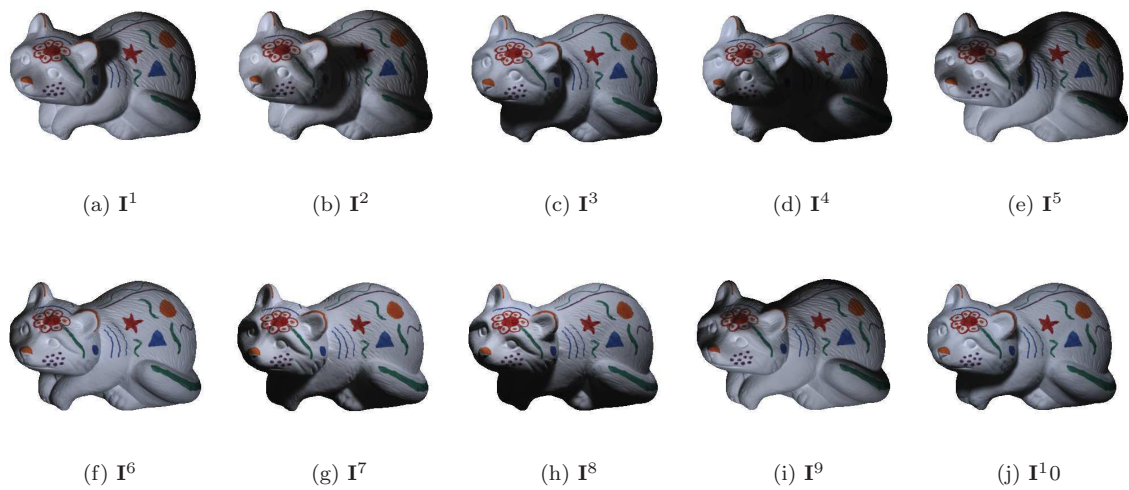 (a) I¹ (b) I² (c) I³ (d) I⁴ (e) I⁵
(f) I⁶ (g) I⁷ (h) I⁸ (i) I⁹ (j) I¹0